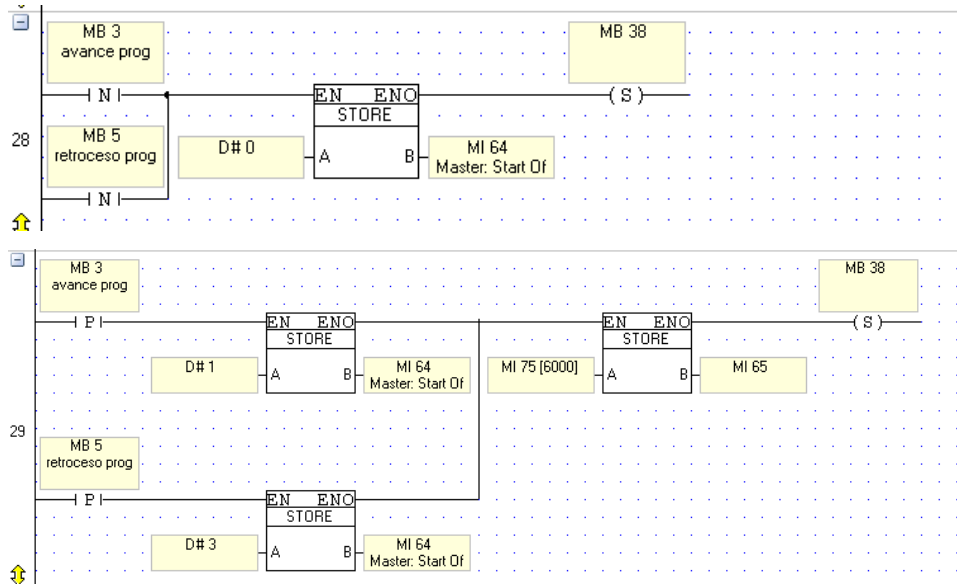 MB 3
avance prog
MB 38
N
EN ENO
(S)
STORE
28
MB 5
retroceso prog
D# 0
A
B
MI 64
Master: Start Of
N
MB 3
avance prog
MB 38
P
EN ENO
EN ENO
(S)
STORE
STORE
D# 1
A
B
MI 64
Master: Start Of
MI 75 [6000]
A
B
MI 65
29
MB 5
retroceso prog
P
EN ENO
STORE
D# 3
A
B
MI 64
Master: Start Of